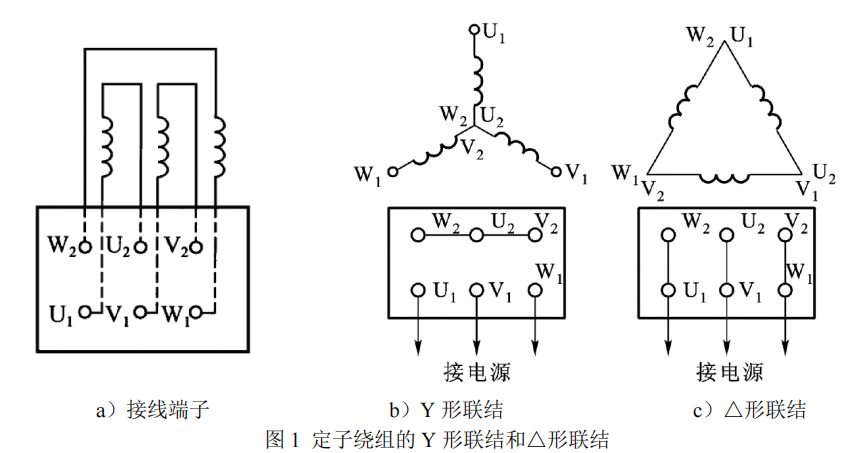 U₁
W₂ U₂
V₂
W₁ V₁
W₂ U₁
W₁ U₂
V₂ V₁
W₂ U₂ V₂
U₁ V₁ W₁
W₂ U₂ V₂
W₁
U₁ V₁
接电源
W₂ U₂ V₂
W₁
U₁ V₁
接电源
a）接线端子 b）Y 形联结 c）△形联结
图 1 定子绕组的 Y 形联结和△形联结